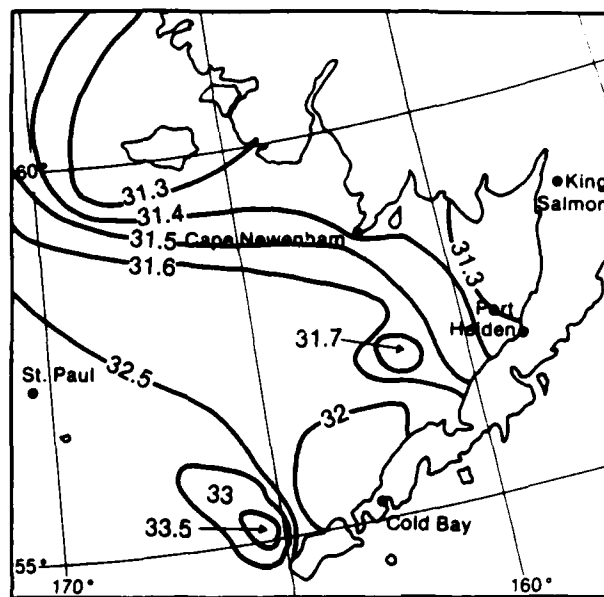 60°
King
Salmon
31.3
31.4
31.5
Cape Newenham
31.6
31.3
Port
Heiden
31.7
32.5
St. Paul
32
33
33.5
Cold Bay
55°
170°
160°